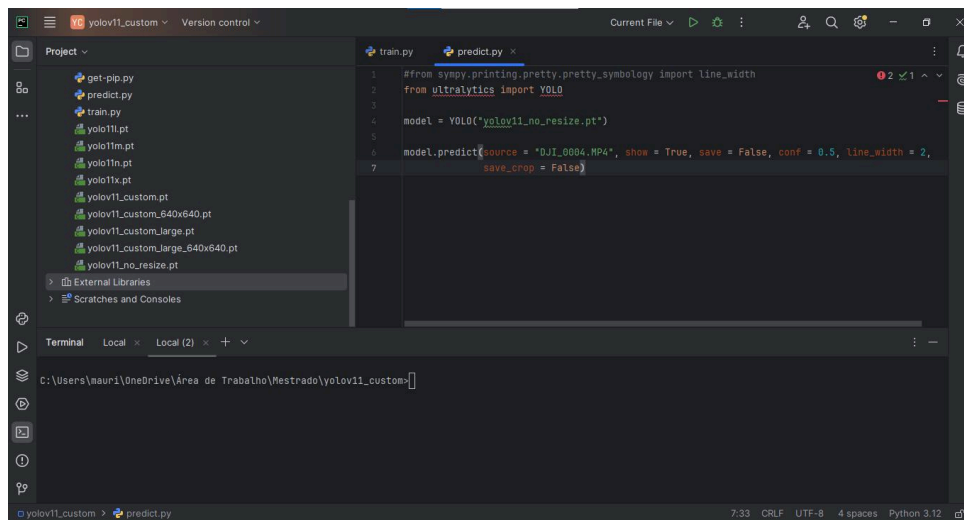 PC YC yolov11_custom Version control Current File
Project
get-pip.py
predict.py
train.py
yolo11l.pt
yolo11m.pt
yolo11n.pt
yolo11x.pt
yolov11_custom.pt
yolov11_custom_640x640.pt
yolov11_custom_large.pt
yolov11_custom_large_640x640.pt
yolov11_no_resize.pt
External Libraries
Scratches and Consoles
train.py predict.py
1 #from sympy.printing.pretty.pretty_symbology import line_width 2 1
2 from ultralytics import YOLO
3
4 model = YOLO("yolov11_no_resize.pt")
5
6 model.predict(source = "DJI_0004.MP4", show = True, save = False, conf = 0.5, line_width = 2,
7 save_crop = False)
Terminal Local Local (2)
C:\Users\mauri\OneDrive\Área de Trabalho\Mestrado\yolov11_custom>
yolov11_custom > predict.py 7:33 CRLF UTF-8 4 spaces Python 3.12